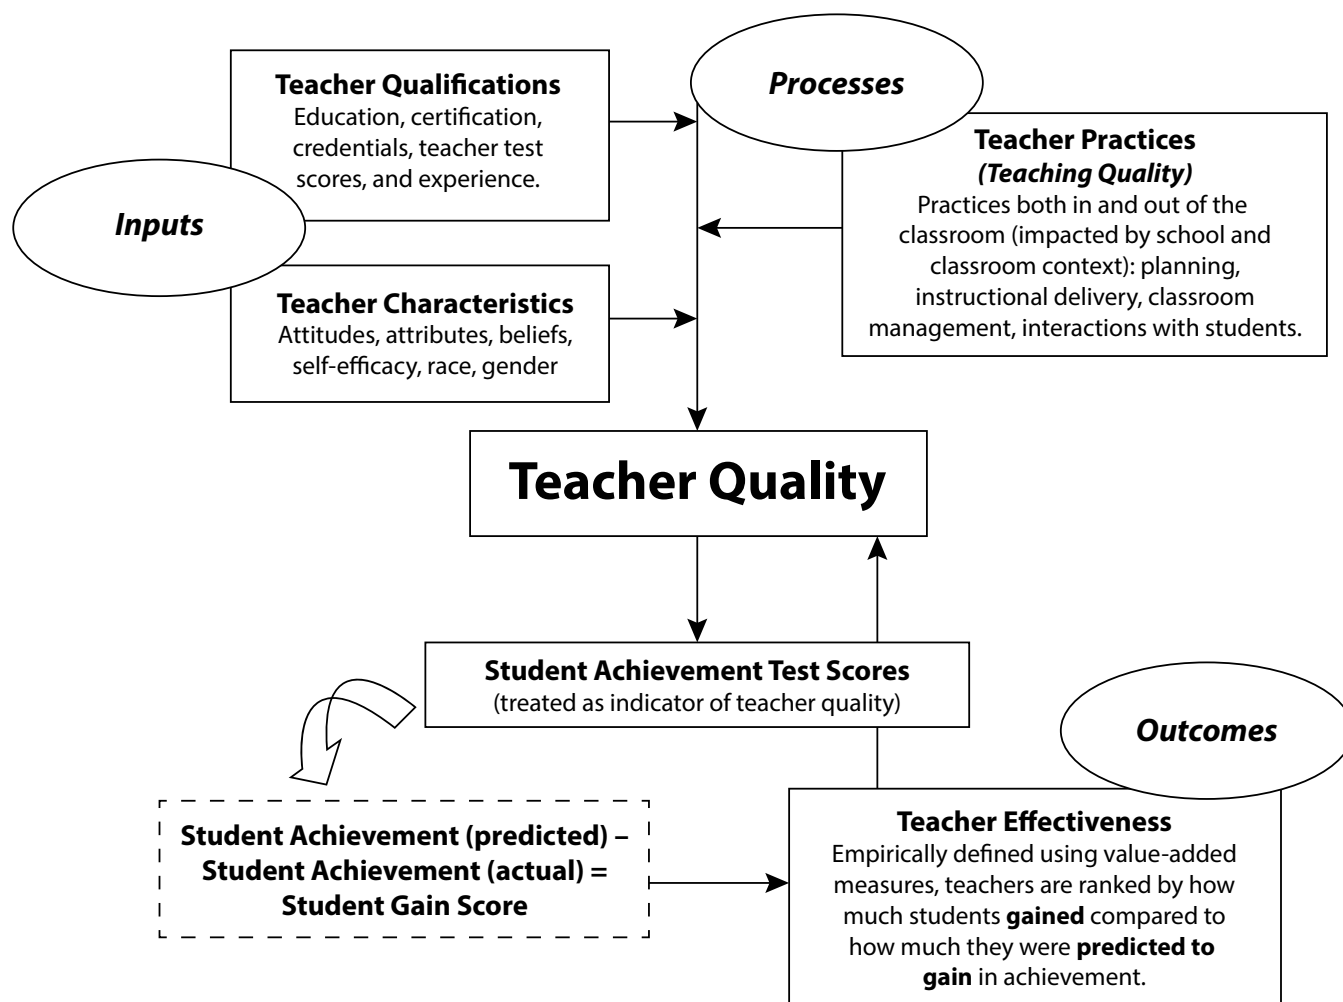 Processes
Teacher Qualifications
Education, certification,
credentials, teacher test
scores, and experience.
Inputs
Teacher Characteristics
Attitudes, attributes, beliefs,
self-efficacy, race, gender
Teacher Practices
(Teaching Quality)
Practices both in and out of the
classroom (impacted by school and
classroom context): planning,
instructional delivery, classroom
management, interactions with students.
Teacher Quality
Student Achievement Test Scores
(treated as indicator of teacher quality)
Student Achievement (predicted) –
Student Achievement (actual) =
Student Gain Score
Outcomes
Teacher Effectiveness
Empirically defined using value-added
measures, teachers are ranked by how
much students gained compared to
how much they were predicted to
gain in achievement.